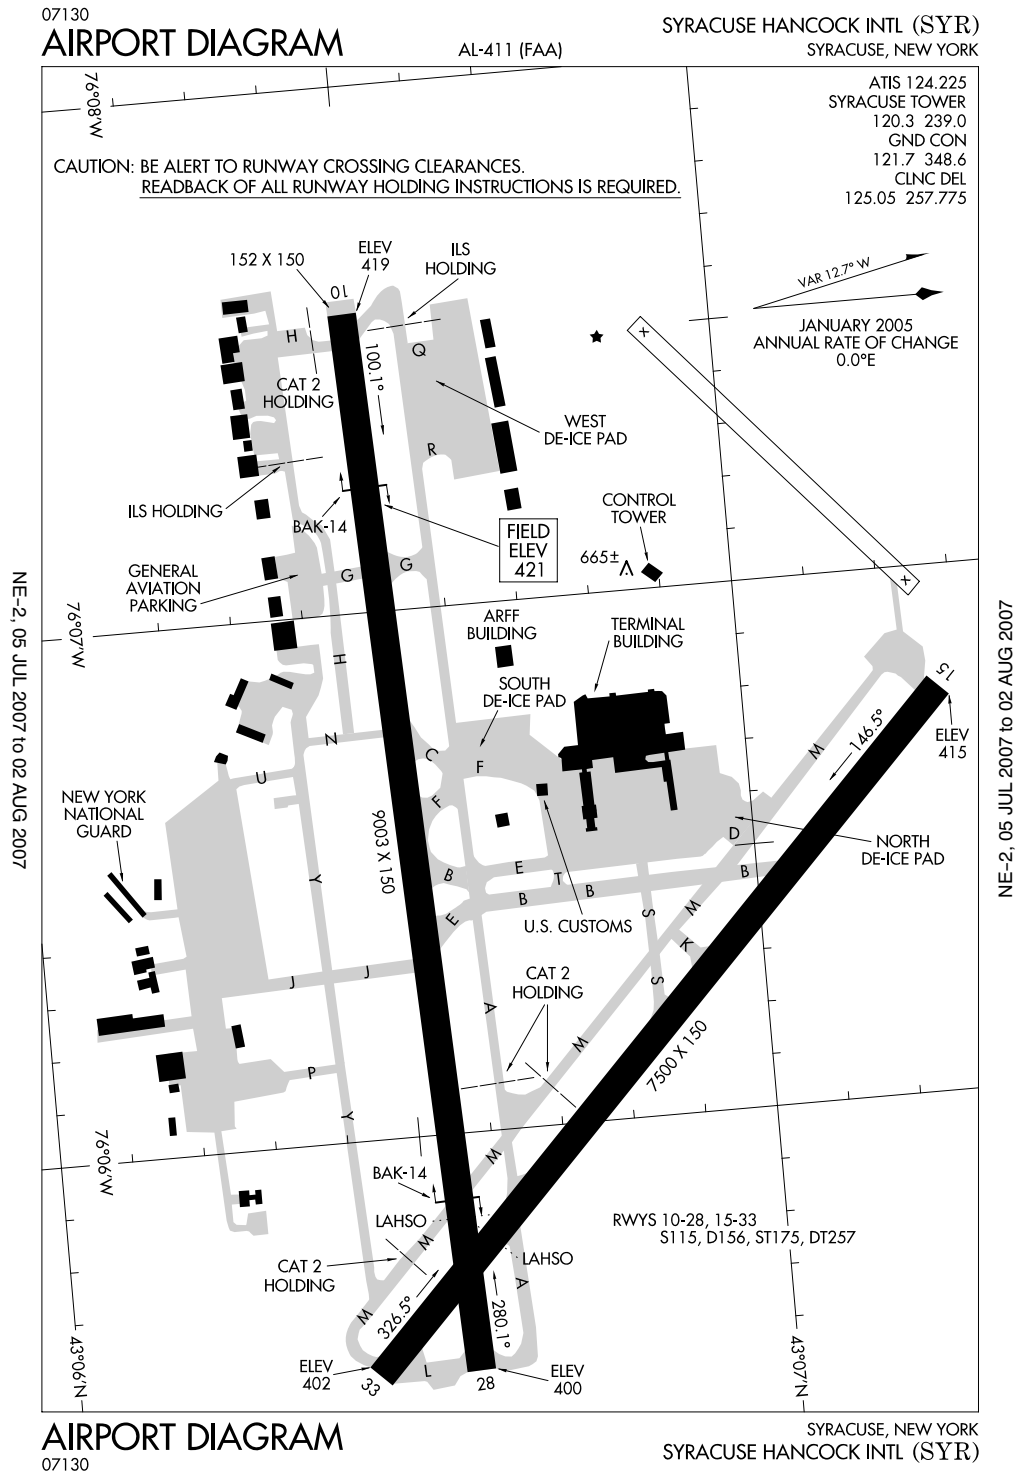 07130
AIRPORT DIAGRAM
AL-411 (FAA)
SYRACUSE HANCOCK INTL (SYR)
SYRACUSE, NEW YORK
ATIS 124.225
SYRACUSE TOWER
120.3 239.0
GND CON
121.7 348.6
CLNC DEL
125.05 257.775
76°08'W
CAUTION: BE ALERT TO RUNWAY CROSSING CLEARANCES.
READBACK OF ALL RUNWAY HOLDING INSTRUCTIONS IS REQUIRED.
VAR 12.7° W
JANUARY 2005
ANNUAL RATE OF CHANGE
0.0°E
152 X 150
ELEV
419
ILS
HOLDING
10
H
Q
100.1°
CAT 2
HOLDING
WEST
DE-ICE PAD
R
X
X
ILS HOLDING
BAK-14
FIELD
ELEV
421
CONTROL
TOWER
665±
GENERAL
AVIATION
PARKING
G
G
76°07'W
H
ARFF
BUILDING
TERMINAL
BUILDING
SOUTH
DE-ICE PAD
15
ELEV
415
146.5°
M
N
C
F
U
F
NEW YORK
NATIONAL
GUARD
9003 X 150
D
NORTH
DE-ICE PAD
Y
B
E
T
B
B
B
E
S
M
U.S. CUSTOMS
K
J
J
CAT 2
HOLDING
S
A
M
7500 X 150
P
Y
76°06'W
M
BAK-14
LAHSO
M
LAHSO
RWYS 10-28, 15-33
S115, D156, ST175, DT257
CAT 2
HOLDING
A
M
326.5°
280.1°
ELEV
402
33
L
28
ELEV
400
43°06'N
43°07'N
NE-2, 05 JUL 2007 to 02 AUG 2007
NE-2, 05 JUL 2007 to 02 AUG 2007
AIRPORT DIAGRAM
07130
SYRACUSE, NEW YORK
SYRACUSE HANCOCK INTL (SYR)